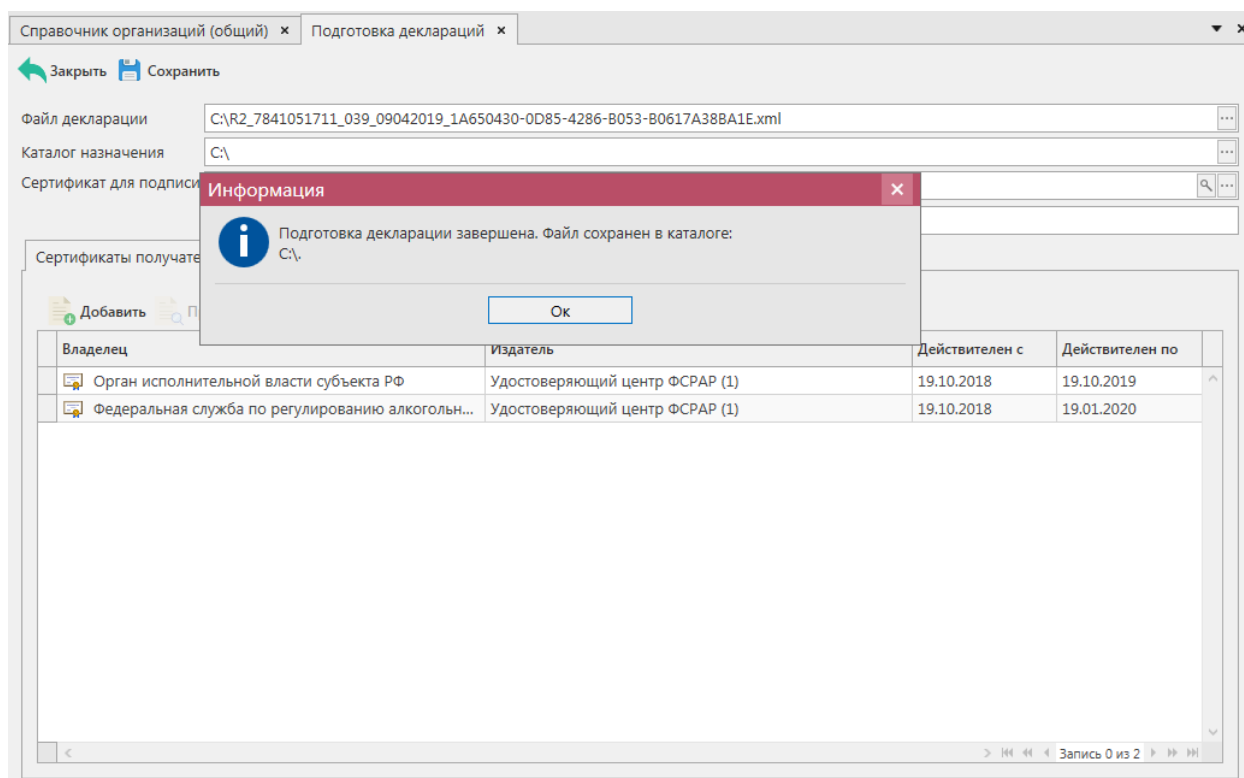 Справочник организаций (общий) × Подготовка деклараций ×
Закрыть Сохранить
Файл декларации C:\R2_7841051711_039_09042019_1A650430-0D85-4286-B053-B0617A38BA1E.xml ...
Каталог назначения C:\ ...
Сертификат для подписи ...
Информация
Подготовка декларации завершена. Файл сохранен в каталоге:
C:\.
Сертификаты получате
Добавить П
Ок
Владелец Издатель Действителен с Действителен по
Орган исполнительной власти субъекта РФ Удостоверяющий центр ФСРАР (1) 19.10.2018 19.10.2019
Федеральная служба по регулированию алкогольн... Удостоверяющий центр ФСРАР (1) 19.10.2018 19.01.2020
Запись 0 из 2